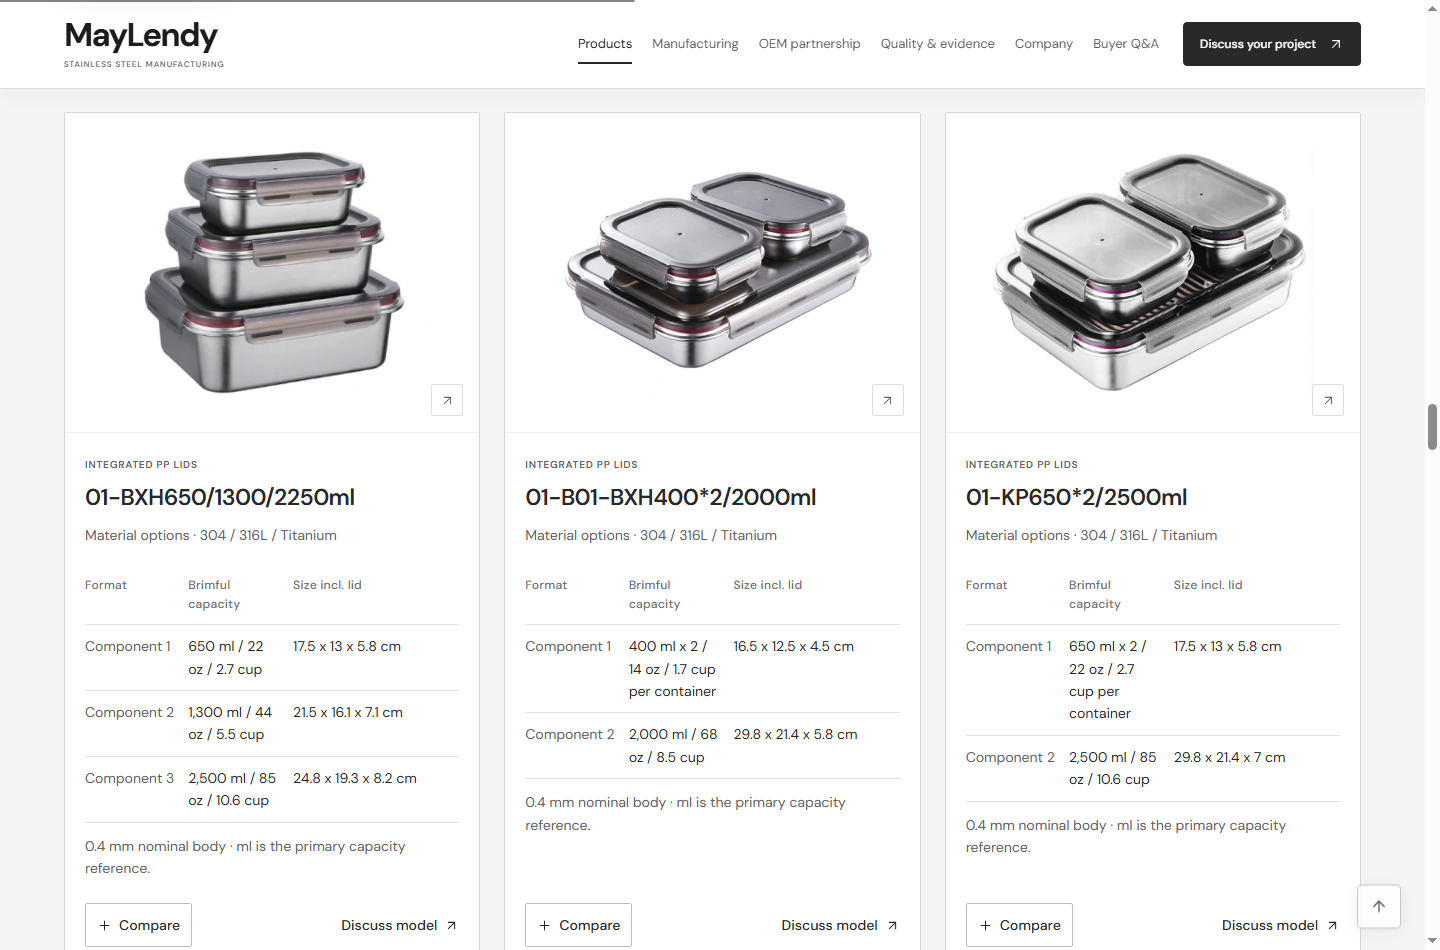 MayLendy
STAINLESS STEEL MANUFACTURING
Products
Manufacturing
OEM partnership
Quality & evidence
Company
Buyer Q&A
Discuss your project
INTEGRATED PP LIDS
01-BXH650/1300/2250ml
Material options · 304 / 316L / Titanium
Format
Brimful
capacity
Size incl. lid
Component 1
650 ml / 22
oz / 2.7 cup
17.5 x 13 x 5.8 cm
Component 2
1,300 ml / 44
oz / 5.5 cup
21.5 x 16.1 x 7.1 cm
Component 3
2,500 ml / 85
oz / 10.6 cup
24.8 x 19.3 x 8.2 cm
0.4 mm nominal body · ml is the primary capacity
reference.
Compare
Discuss model
INTEGRATED PP LIDS
01-B01-BXH400*2/2000ml
Material options · 304 / 316L / Titanium
Format
Brimful
capacity
Size incl. lid
Component 1
400 ml x 2 /
14 oz / 1.7 cup
per container
16.5 x 12.5 x 4.5 cm
Component 2
2,000 ml / 68
oz / 8.5 cup
29.8 x 21.4 x 5.8 cm
0.4 mm nominal body · ml is the primary capacity
reference.
Compare
Discuss model
INTEGRATED PP LIDS
01-KP650*2/2500ml
Material options · 304 / 316L / Titanium
Format
Brimful
capacity
Size incl. lid
Component 1
650 ml x 2 /
22 oz / 2.7
cup per
container
17.5 x 13 x 5.8 cm
Component 2
2,500 ml / 85
oz / 10.6 cup
29.8 x 21.4 x 7 cm
0.4 mm nominal body · ml is the primary capacity
reference.
Compare
Discuss model